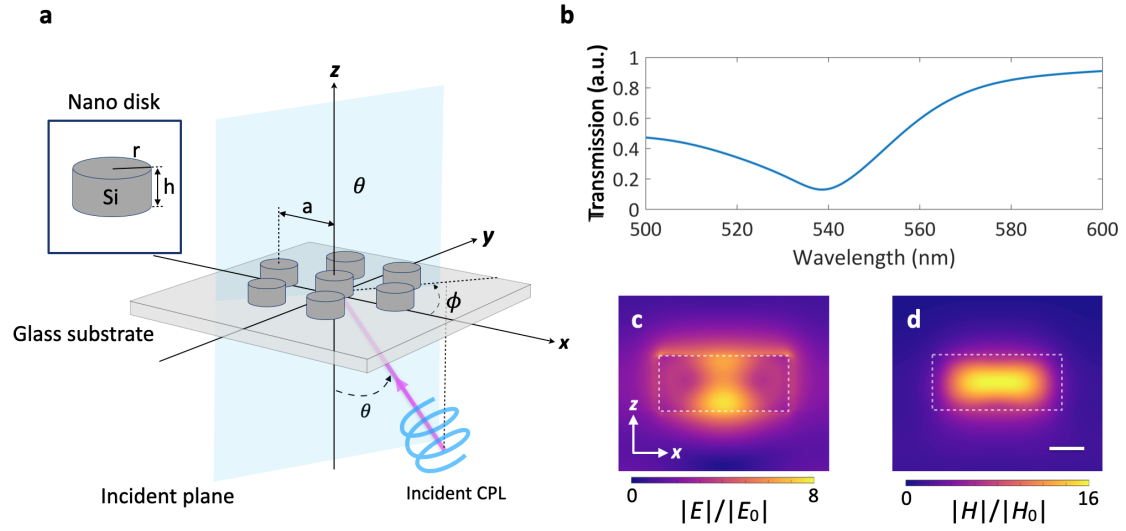 a
Nano disk
r
h
Si
z
θ
a
y
ϕ
x
Glass substrate
θ
Incident plane
Incident CPL
b
Transmission (a.u.)
1
0.8
0.6
0.4
0.2
0
500 520 540 560 580 600
Wavelength (nm)
c
z
x
0 8
|E|/|E₀|
d
0 16
|H|/|H₀|